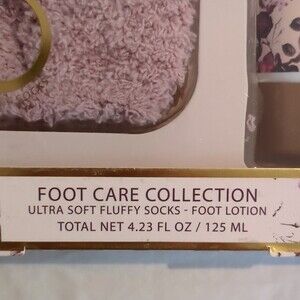 FOOT CARE COLLECTION
ULTRA SOFT FLUFFY SOCKS - FOOT LOTION
TOTAL NET 4.23 FL OZ / 125 ML